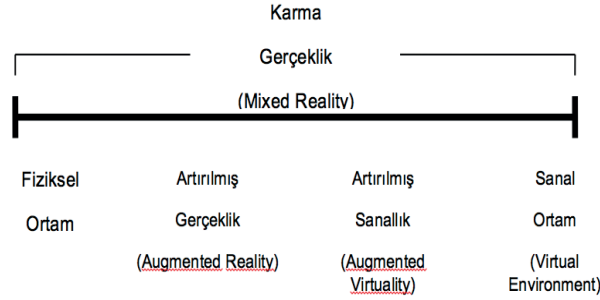 Karma
Gerçeklik
(Mixed Reality)
Fiziksel
Ortam
Artırılmış
Gerçeklik
(Augmented Reality)
Artırılmış
Sanallık
(Augmented
Virtuality)
Sanal
Ortam
(Virtual
Environment)